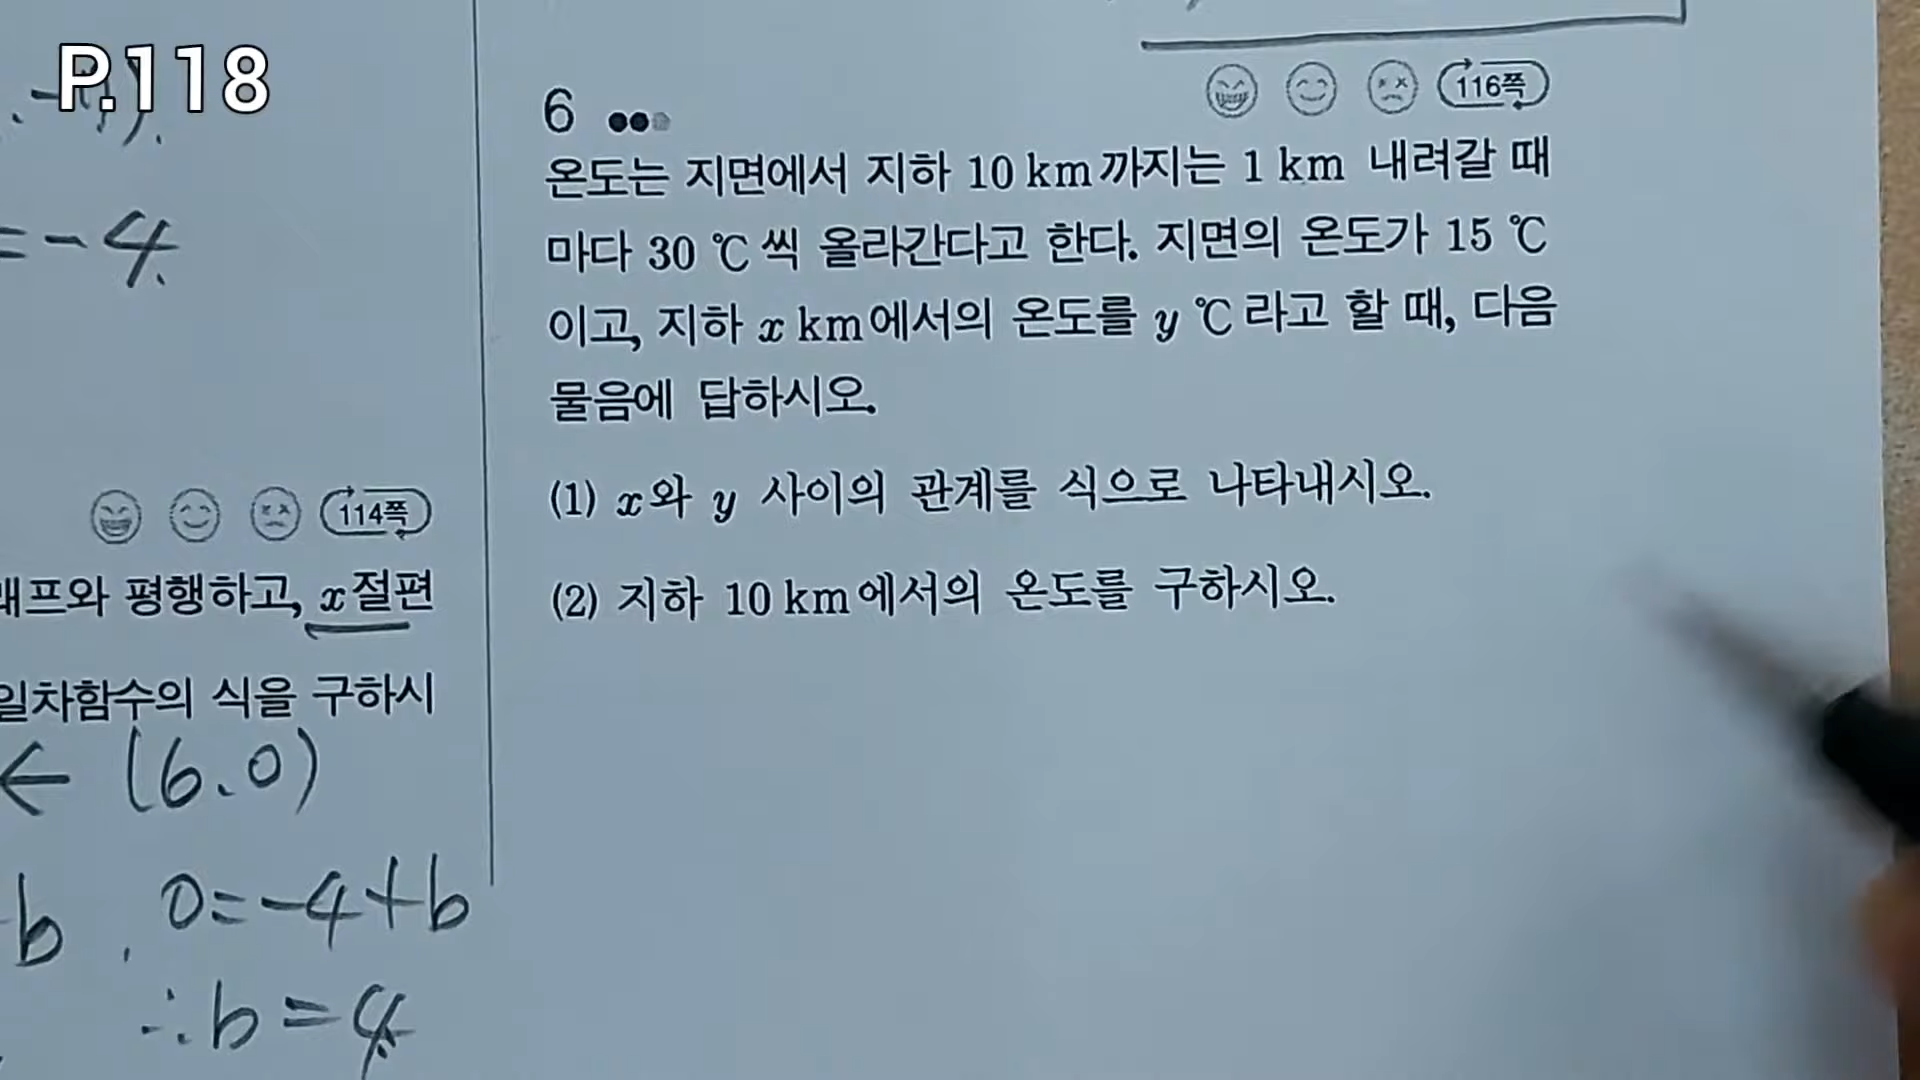 P.118
=-4.
114쪽
래프와 평행하고, x절편
일차함수의 식을 구하시
← (6.0)
b, 0=-4+b
∴b=4
116쪽
6
온도는 지면에서 지하 10 km까지는 1 km 내려갈 때
마다 30 ℃씩 올라간다고 한다. 지면의 온도가 15 ℃
이고, 지하 x km에서의 온도를 y ℃라고 할 때, 다음
물음에 답하시오.
(1) x와 y 사이의 관계를 식으로 나타내시오.
(2) 지하 10 km에서의 온도를 구하시오.